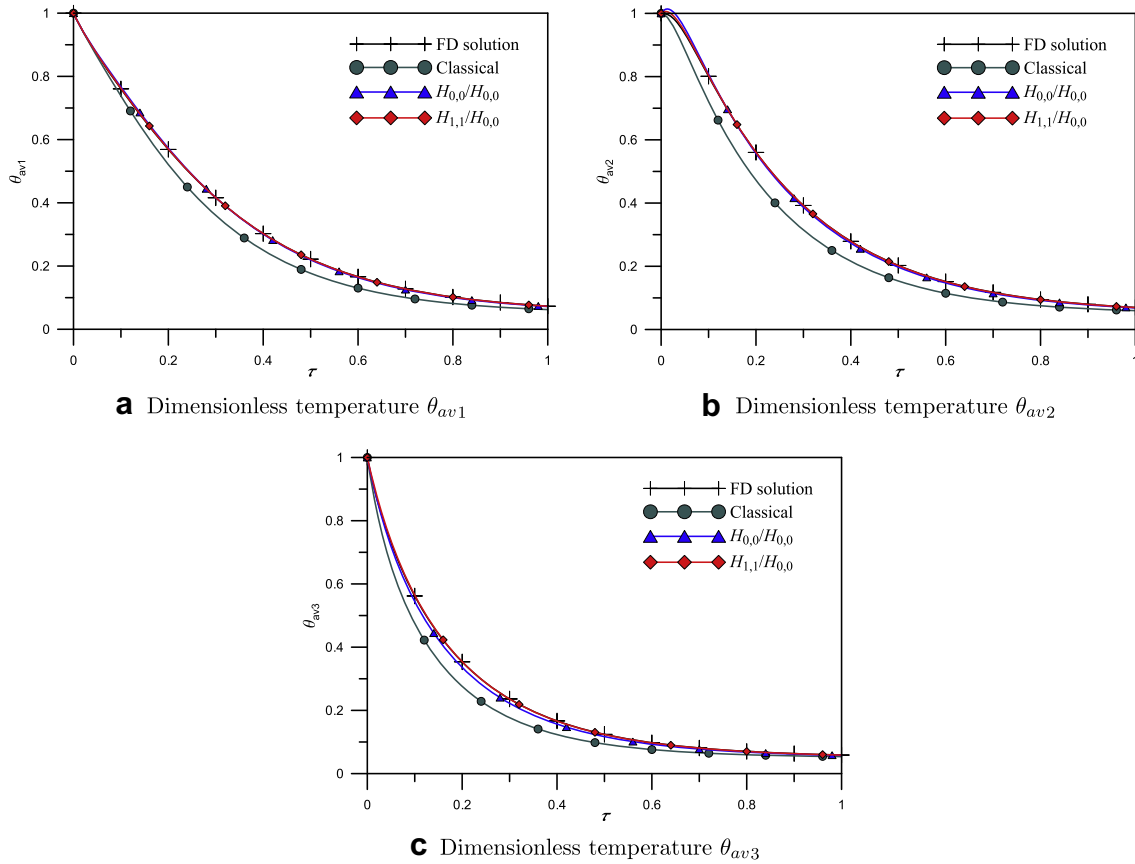 1
0.8
0.6
0.4
0.2
0
θav1
0 0.2 0.4 0.6 0.8 1
τ
FD solution
Classical
H0,0/H0,0
H1,1/H0,0
a Dimensionless temperature θav1
1
0.8
0.6
0.4
0.2
0
θav2
0 0.2 0.4 0.6 0.8 1
τ
FD solution
Classical
H0,0/H0,0
H1,1/H0,0
b Dimensionless temperature θav2
1
0.8
0.6
0.4
0.2
0
θav3
0 0.2 0.4 0.6 0.8 1
τ
FD solution
Classical
H0,0/H0,0
H1,1/H0,0
c Dimensionless temperature θav3